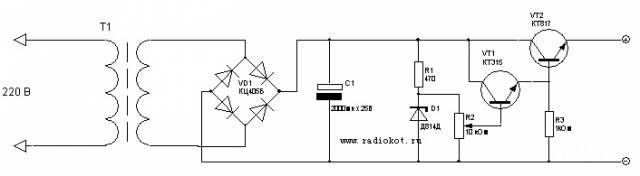 T1
220 В
VD1
КЦ405Б
C1
2000мк x 25В
R1
470
D1
Д814Д
R2
10 кОм
VT1
КТ315
VT2
КТ817
R3
1кОм
www.radiokot.ru